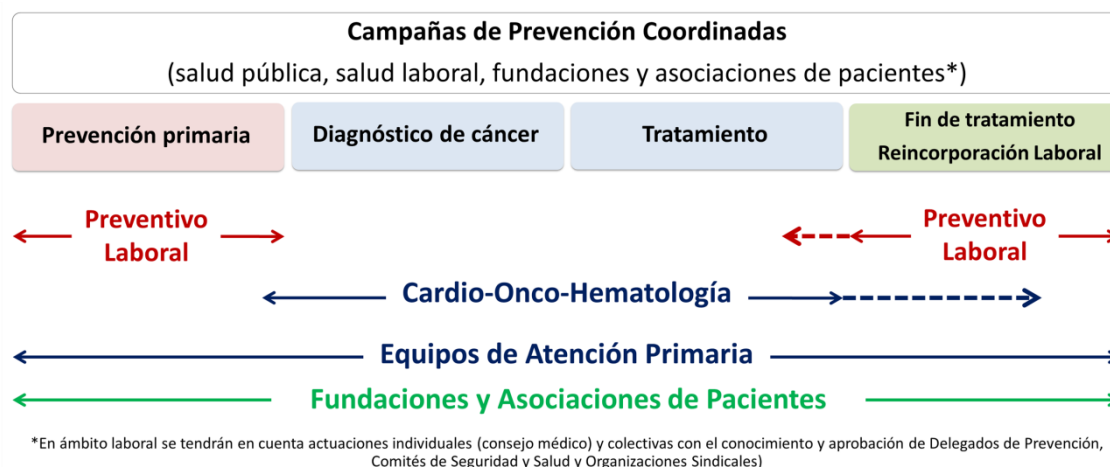 Campañas de Prevención Coordinadas
(salud pública, salud laboral, fundaciones y asociaciones de pacientes*)
Prevención primaria
Diagnóstico de cáncer
Tratamiento
Fin de tratamiento
Reincorporación Laboral
Preventivo
Laboral
Preventivo
Laboral
Cardio-Onco-Hematología
Equipos de Atención Primaria
Fundaciones y Asociaciones de Pacientes
*En ámbito laboral se tendrán en cuenta actuaciones individuales (consejo médico) y colectivas con el conocimiento y aprobación de Delegados de Prevención,
Comités de Seguridad y Salud y Organizaciones Sindicales)